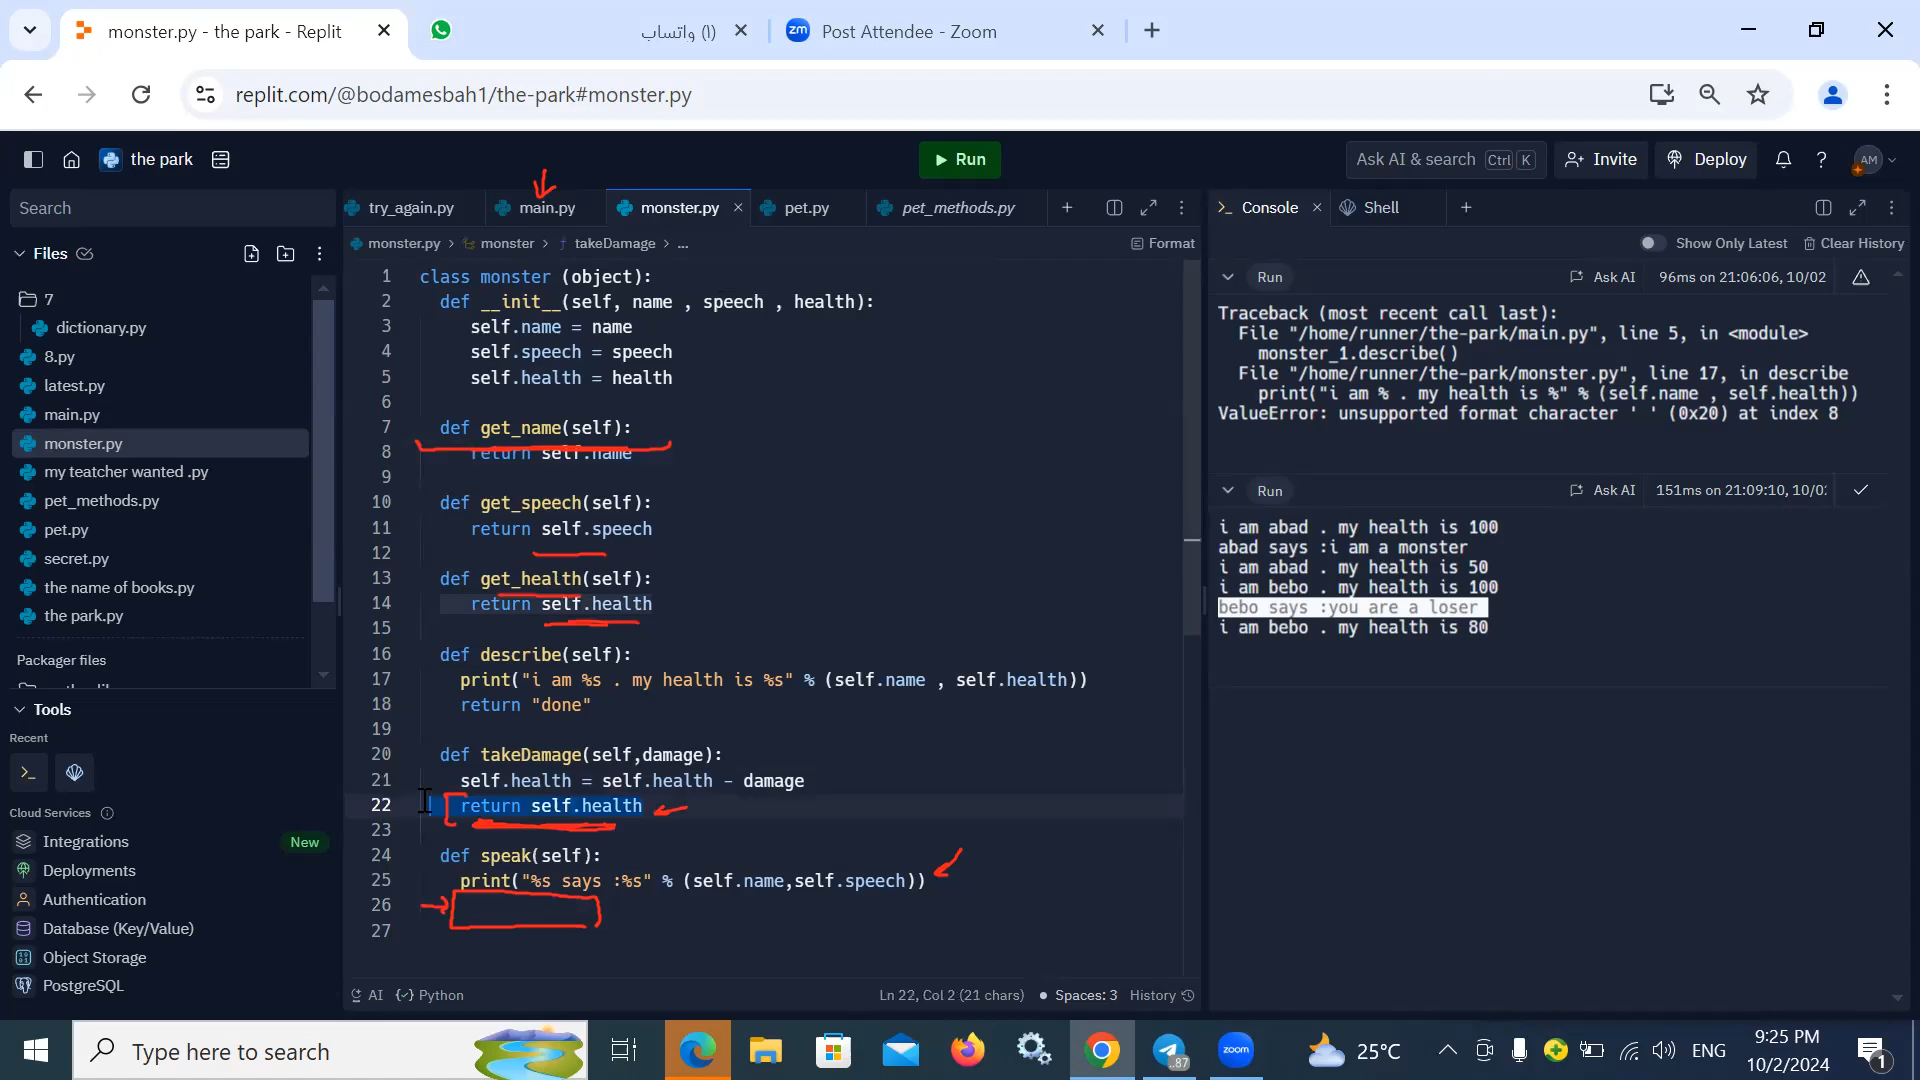 monster.py - the park - Replit
(١) واتساب
zm Post Attendee - Zoom
replit.com/@bodamesbah1/the-park#monster.py
the park
Run
Ask AI & search Ctrl K
Invite
Deploy
AM
Search
try_again.py
main.py
monster.py
pet.py
pet_methods.py
Console
Shell
Files
monster.py > monster > takeDamage > ...
Format
Show Only Latest
Clear History
7
dictionary.py
8.py
latest.py
main.py
monster.py
my teatcher wanted .py
pet_methods.py
pet.py
secret.py
the name of books.py
the park.py
Packager files
Tools
Recent
Cloud Services
Integrations New
Deployments
Authentication
Database (Key/Value)
Object Storage
PostgreSQL
1 class monster (object):
2 def __init__(self, name , speech , health):
3 self.name = name
4 self.speech = speech
5 self.health = health
6
7 def get_name(self):
8 return self.name
9
10 def get_speech(self):
11 return self.speech
12
13 def get_health(self):
14 return self.health
15
16 def describe(self):
17 print("i am %s . my health is %s" % (self.name , self.health))
18 return "done"
19
20 def takeDamage(self,damage):
21 self.health = self.health - damage
22 return self.health
23
24 def speak(self):
25 print("%s says :%s" % (self.name,self.speech))
26
27
AI Python
Ln 22, Col 2 (21 chars)
Spaces: 3
History
Run
Ask AI
96ms on 21:06:06, 10/02
Traceback (most recent call last):
File "/home/runner/the-park/main.py", line 5, in <module>
monster_1.describe()
File "/home/runner/the-park/monster.py", line 17, in describe
print("i am % . my health is %" % (self.name , self.health))
ValueError: unsupported format character ' ' (0x20) at index 8
Run
Ask AI
151ms on 21:09:10, 10/0
i am abad . my health is 100
abad says :i am a monster
i am abad . my health is 50
i am bebo . my health is 100
bebo says :you are a loser
i am bebo . my health is 80
Type here to search
..87
zoom
25°C
ENG
9:25 PM
10/2/2024
1